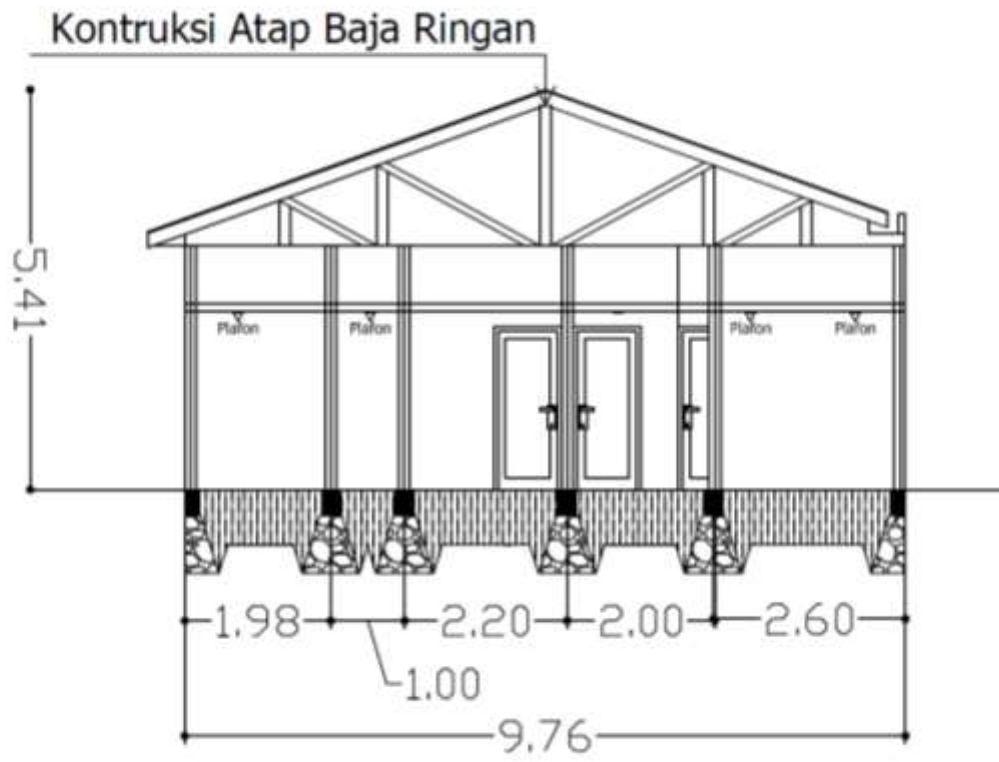 Kontruksi Atap Baja Ringan
5.41
Plafon
Plafon
Plafon
Plafon
1.98
2.20
2.00
2.60
1.00
9.76